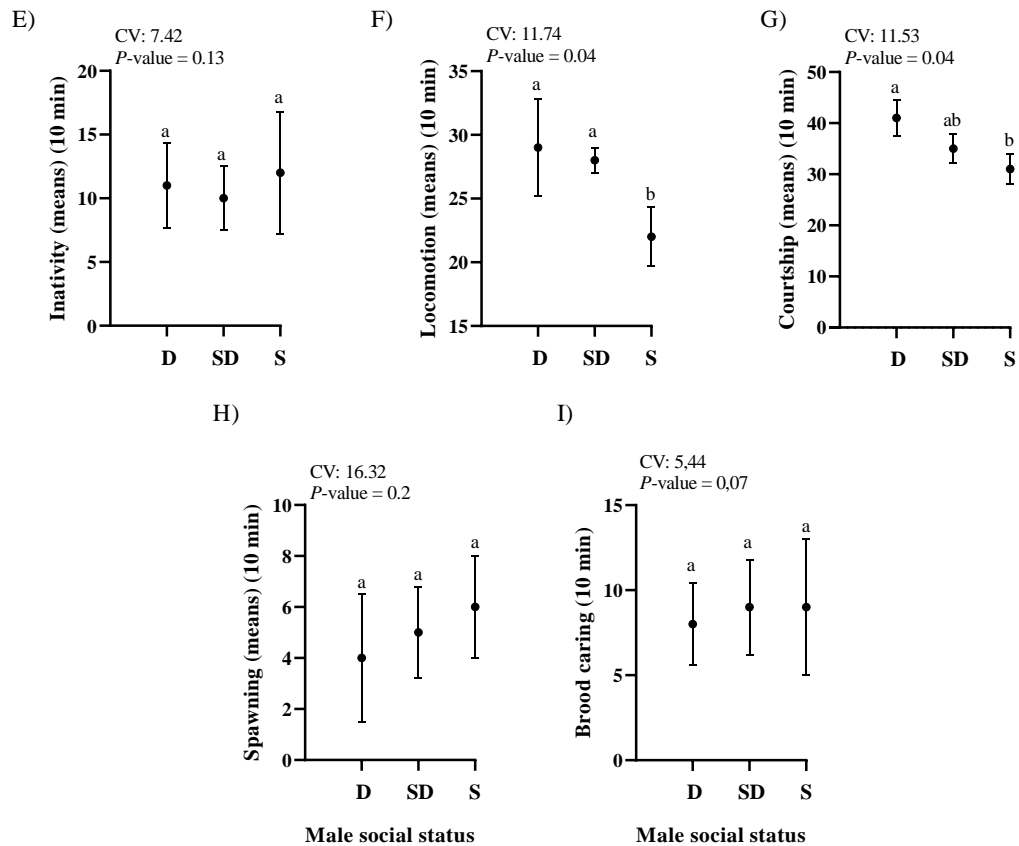 E)
CV: 7.42
P-value = 0.13
Inativity (means) (10 min)
20
15
10
5
0
a
a
a
D SD S
F)
CV: 11.74
P-value = 0.04
Locomotion (means) (10 min)
35
30
25
20
15
a
a
b
D SD S
G)
CV: 11.53
P-value = 0.04
Courtship (means) (10 min)
50
40
30
20
10
0
a
ab
b
D SD S
H)
CV: 16.32
P-value = 0.2
Spawning (means) (10 min)
10
8
6
4
2
0
a
a
a
D SD S
Male social status
I)
CV: 5,44
P-value = 0,07
Brood caring (10 min)
15
10
5
0
a
a
a
D SD S
Male social status